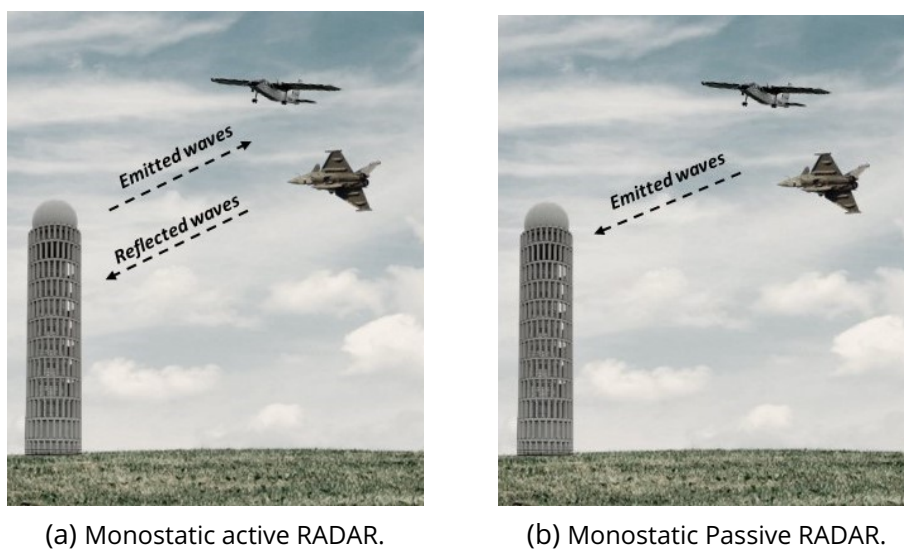 Emitted waves
Reflected waves
Emitted waves
(a) Monostatic active RADAR.
(b) Monostatic Passive RADAR.